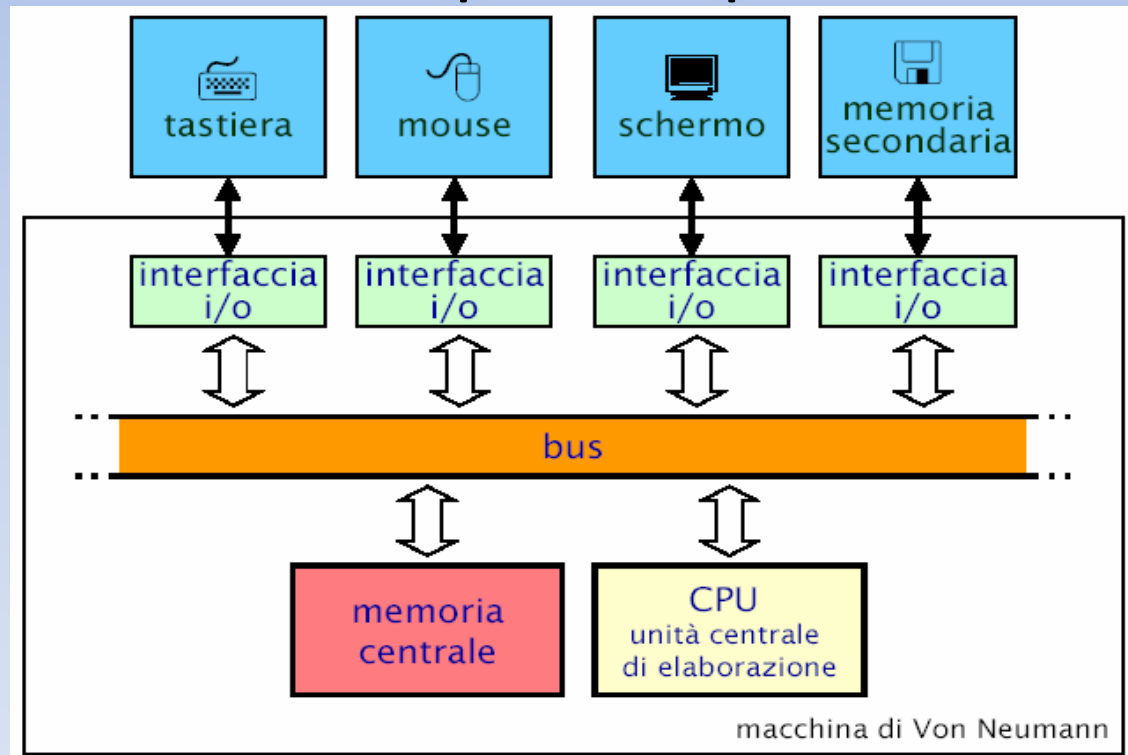 tastiera
mouse
schermo
memoria
secondaria
interfaccia
i/o
interfaccia
i/o
interfaccia
i/o
interfaccia
i/o
bus
memoria
centrale
CPU
unità centrale
di elaborazione
macchina di Von Neumann